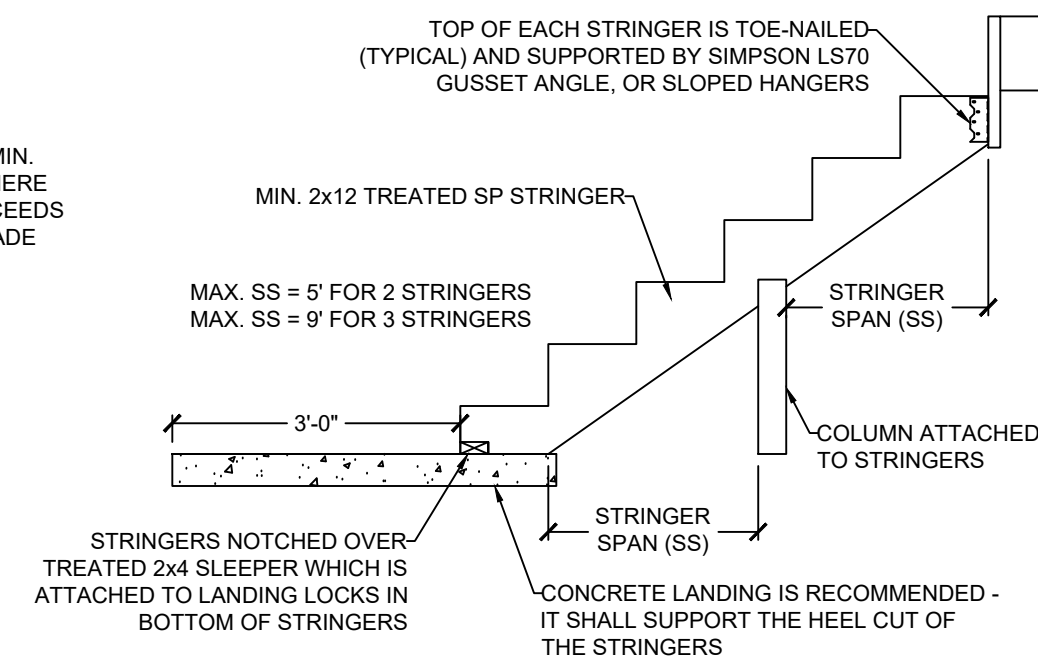 TOP OF EACH STRINGER IS TOE-NAILED
(TYPICAL) AND SUPPORTED BY SIMPSON LS70
GUSSET ANGLE, OR SLOPED HANGERS
MIN.
HERE
CEEDS
ADE
MIN. 2x12 TREATED SP STRINGER
MAX. SS = 5' FOR 2 STRINGERS
MAX. SS = 9' FOR 3 STRINGERS
STRINGER
SPAN (SS)
3'-0"
COLUMN ATTACHED
TO STRINGERS
STRINGER
SPAN (SS)
STRINGERS NOTCHED OVER
TREATED 2x4 SLEEPER WHICH IS
ATTACHED TO LANDING LOCKS IN
BOTTOM OF STRINGERS
CONCRETE LANDING IS RECOMMENDED -
IT SHALL SUPPORT THE HEEL CUT OF
THE STRINGERS